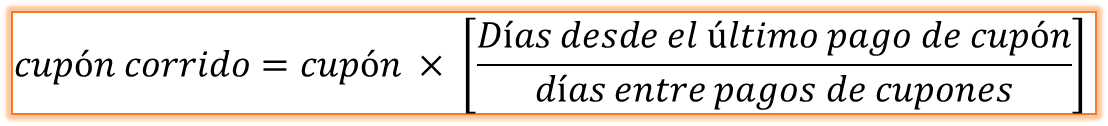 cupón corrido = cupón × [Días desde el último pago de cupón / días entre pagos de cupones]